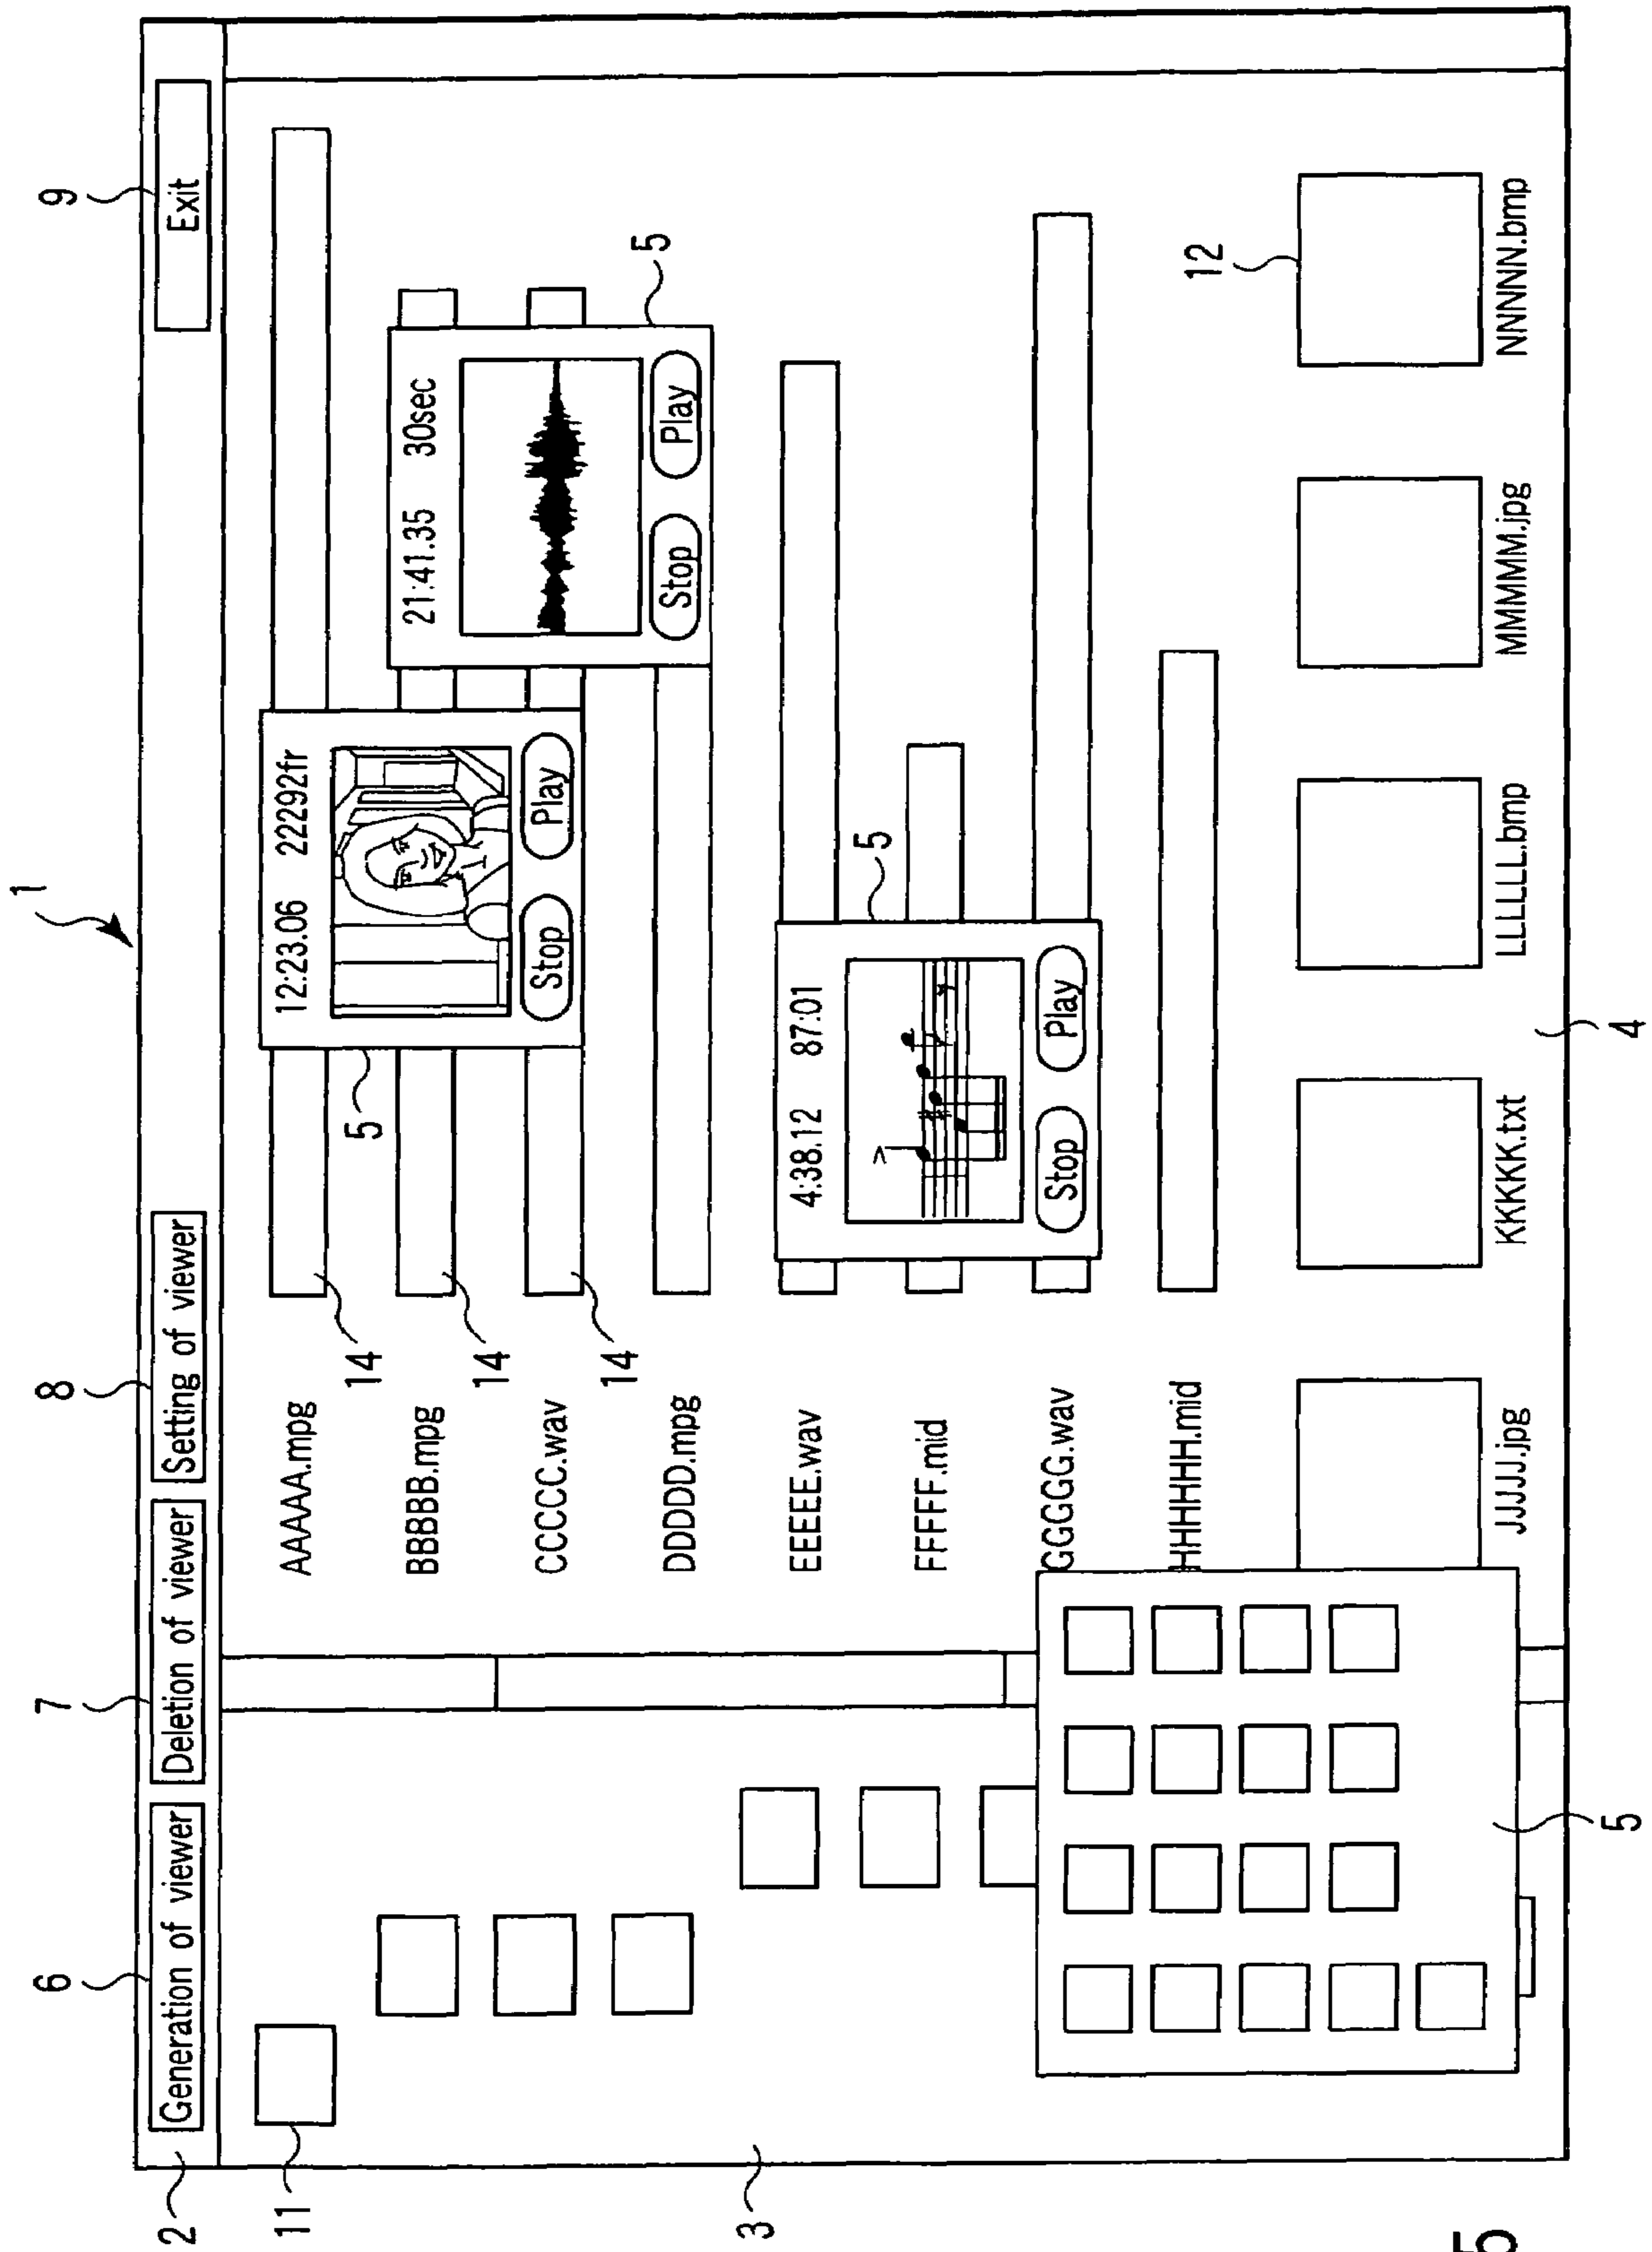 1
2
6
7
8
9
Generation of viewer
Deletion of viewer
Setting of viewer
Exit
11
AAAAA.mpg
14
BBBBB.mpg
14
CCCCC.wav
14
DDDDD.mpg
EEEEE.wav
FFFFF.mid
GGGGG.wav
HHHHHH.mid
5
12:23.06 22292fr
Stop Play
21:41.35 30sec
Stop Play
5
4:38.12 87:01
Stop Play
5
12
JJJJJ.jpg
KKKKK.txt
LLLLLL.bmp
MMMMM.jpg
NNNNN.bmp
3
5
4
5